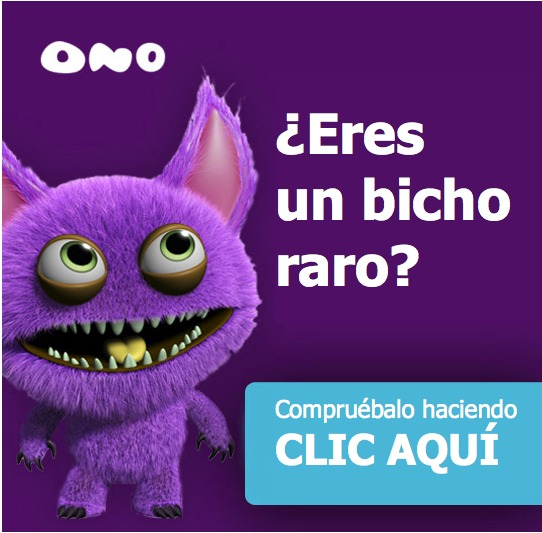 ONO
¿Eres
un bicho
raro?
Compruébalo haciendo
CLIC AQUÍ